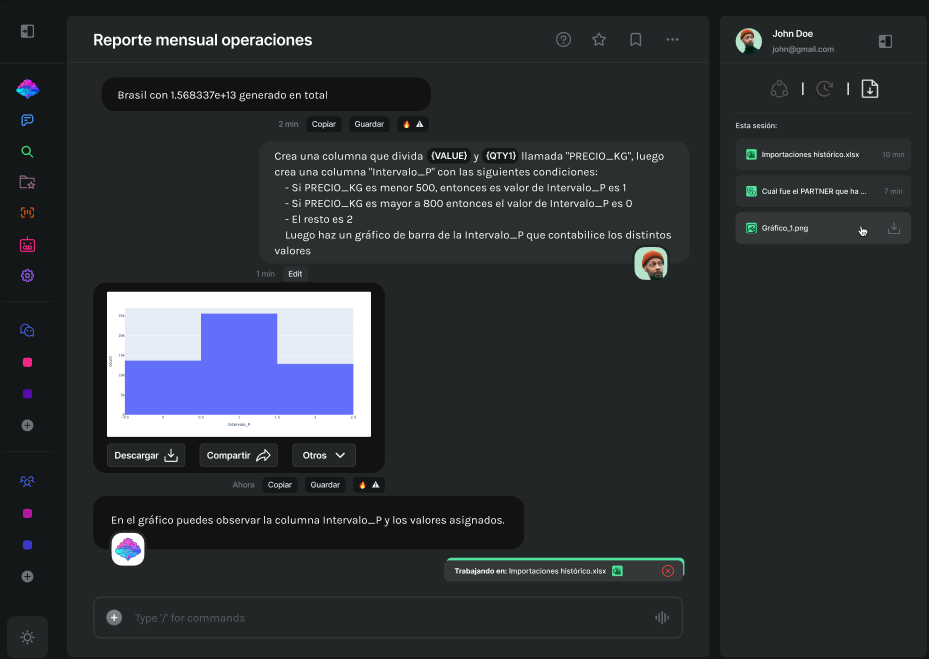 Reporte mensual operaciones
Brasil con 1.568337e+13 generado en total
2 min Copiar Guardar
Crea una columna que divida {VALUE} y {QTY1} llamada "PRECIO_KG", luego
crea una columna "Intervalo_P" con las siguientes condiciones:
- Si PRECIO_KG es menor 500, entonces es valor de Intervalo_P es 1
- Si PRECIO_KG es mayor a 800 entonces el valor de Intervalo_P es 0
- El resto es 2
Luego haz un gráfico de barra de la Intervalo_P que contabilice los distintos
valores
1 min Edit
count
Intervalo_P
Descargar Compartir Otros
Ahora Copiar Guardar
En el gráfico puedes observar la columna Intervalo_P y los valores asignados.
Trabajando en: Importaciones histórico.xlsx
Type '/' for commands
John Doe
john@gmail.com
Esta sesión:
Importaciones histórico.xlsx 10 min
Cuál fue el PARTNER que ha ... 7 min
Gráfico_1.png